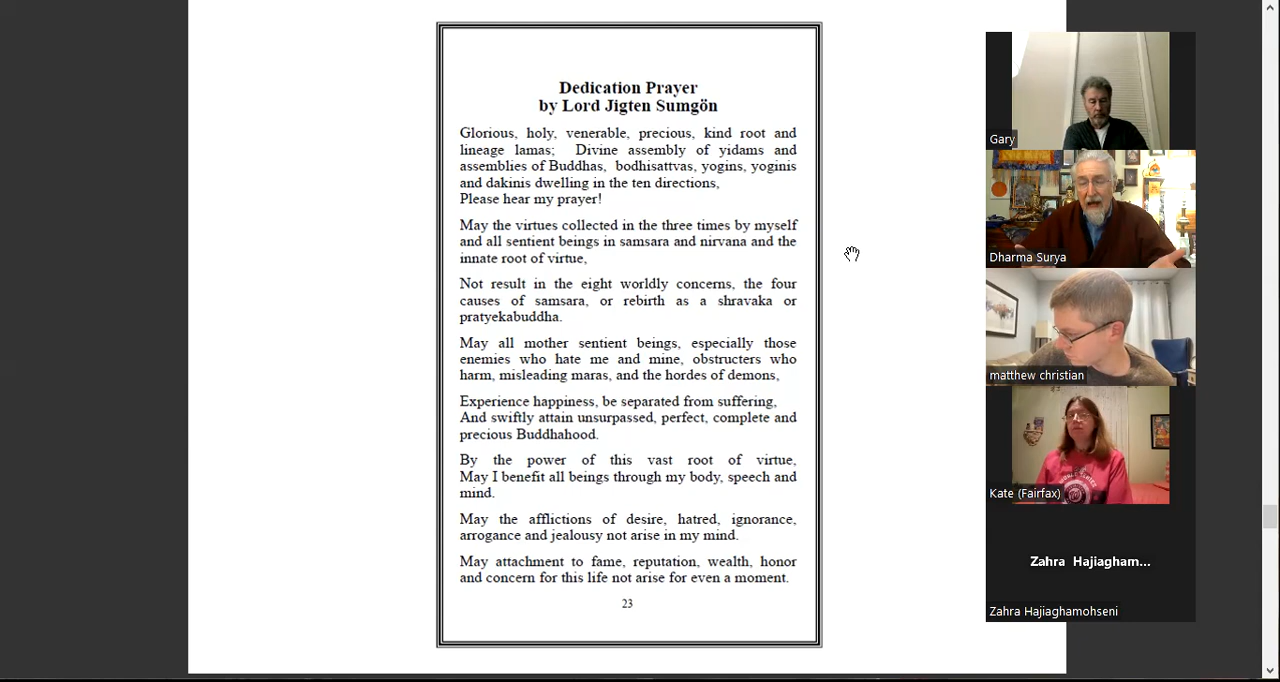 Dedication Prayer
by Lord Jigten Sumgön
Glorious, holy, venerable, precious, kind root and
lineage lamas; Divine assembly of yidams and
assemblies of Buddhas, bodhisattvas, yogins, yoginis
and dakinis dwelling in the ten directions,
Please hear my prayer!
May the virtues collected in the three times by myself
and all sentient beings in samsara and nirvana and the
innate root of virtue,
Not result in the eight worldly concerns, the four
causes of samsara, or rebirth as a shravaka or
pratyekabuddha.
May all mother sentient beings, especially those
enemies who hate me and mine, obstructers who
harm, misleading maras, and the hordes of demons,
Experience happiness, be separated from suffering,
And swiftly attain unsurpassed, perfect, complete and
precious Buddhahood.
By the power of this vast root of virtue,
May I benefit all beings through my body, speech and
mind.
May the afflictions of desire, hatred, ignorance,
arrogance and jealousy not arise in my mind.
May attachment to fame, reputation, wealth, honor
and concern for this life not arise for even a moment.
23
Gary
Dharma Surya
matthew christian
Kate (Fairfax)
Zahra Hajiagham...
Zahra Hajiaghamohseni